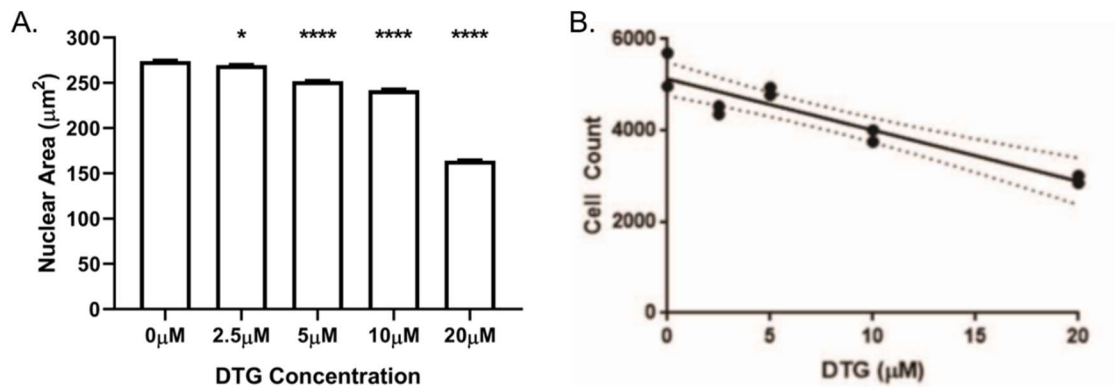 A.
* **** **** ****
300
250
200
150
100
50
0
Nuclear Area (μm²)
0μM 2.5μM 5μM 10μM 20μM
DTG Concentration
B.
6000
4000
2000
0
Cell Count
0 5 10 15 20
DTG (μM)